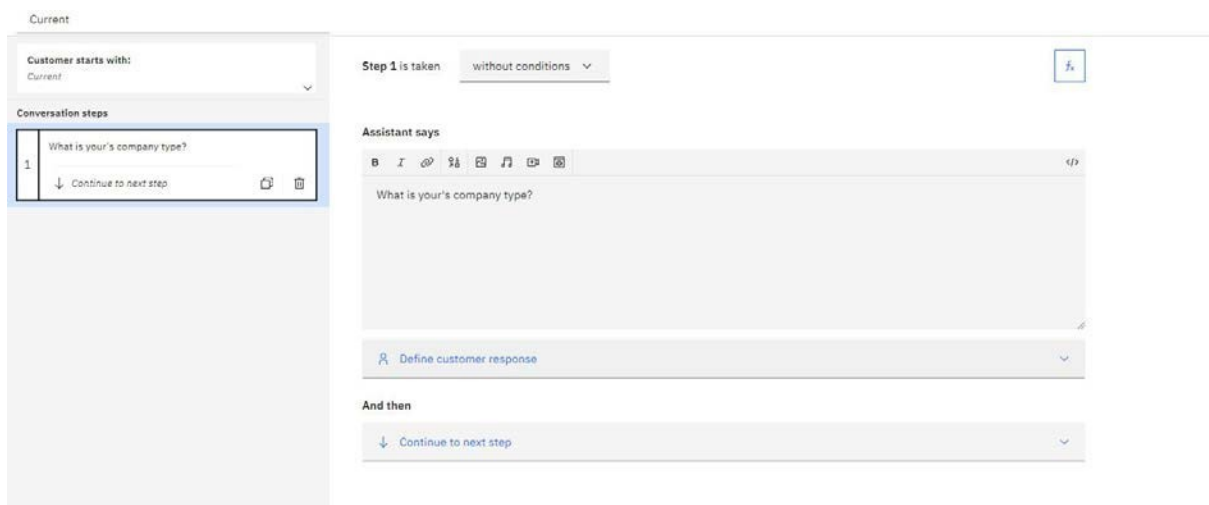 Current
Customer starts with:
Current
Conversation steps
1
What is your's company type?
Continue to next step
Step 1 is taken without conditions
fx
Assistant says
B I </>
What is your's company type?
Define customer response
And then
Continue to next step